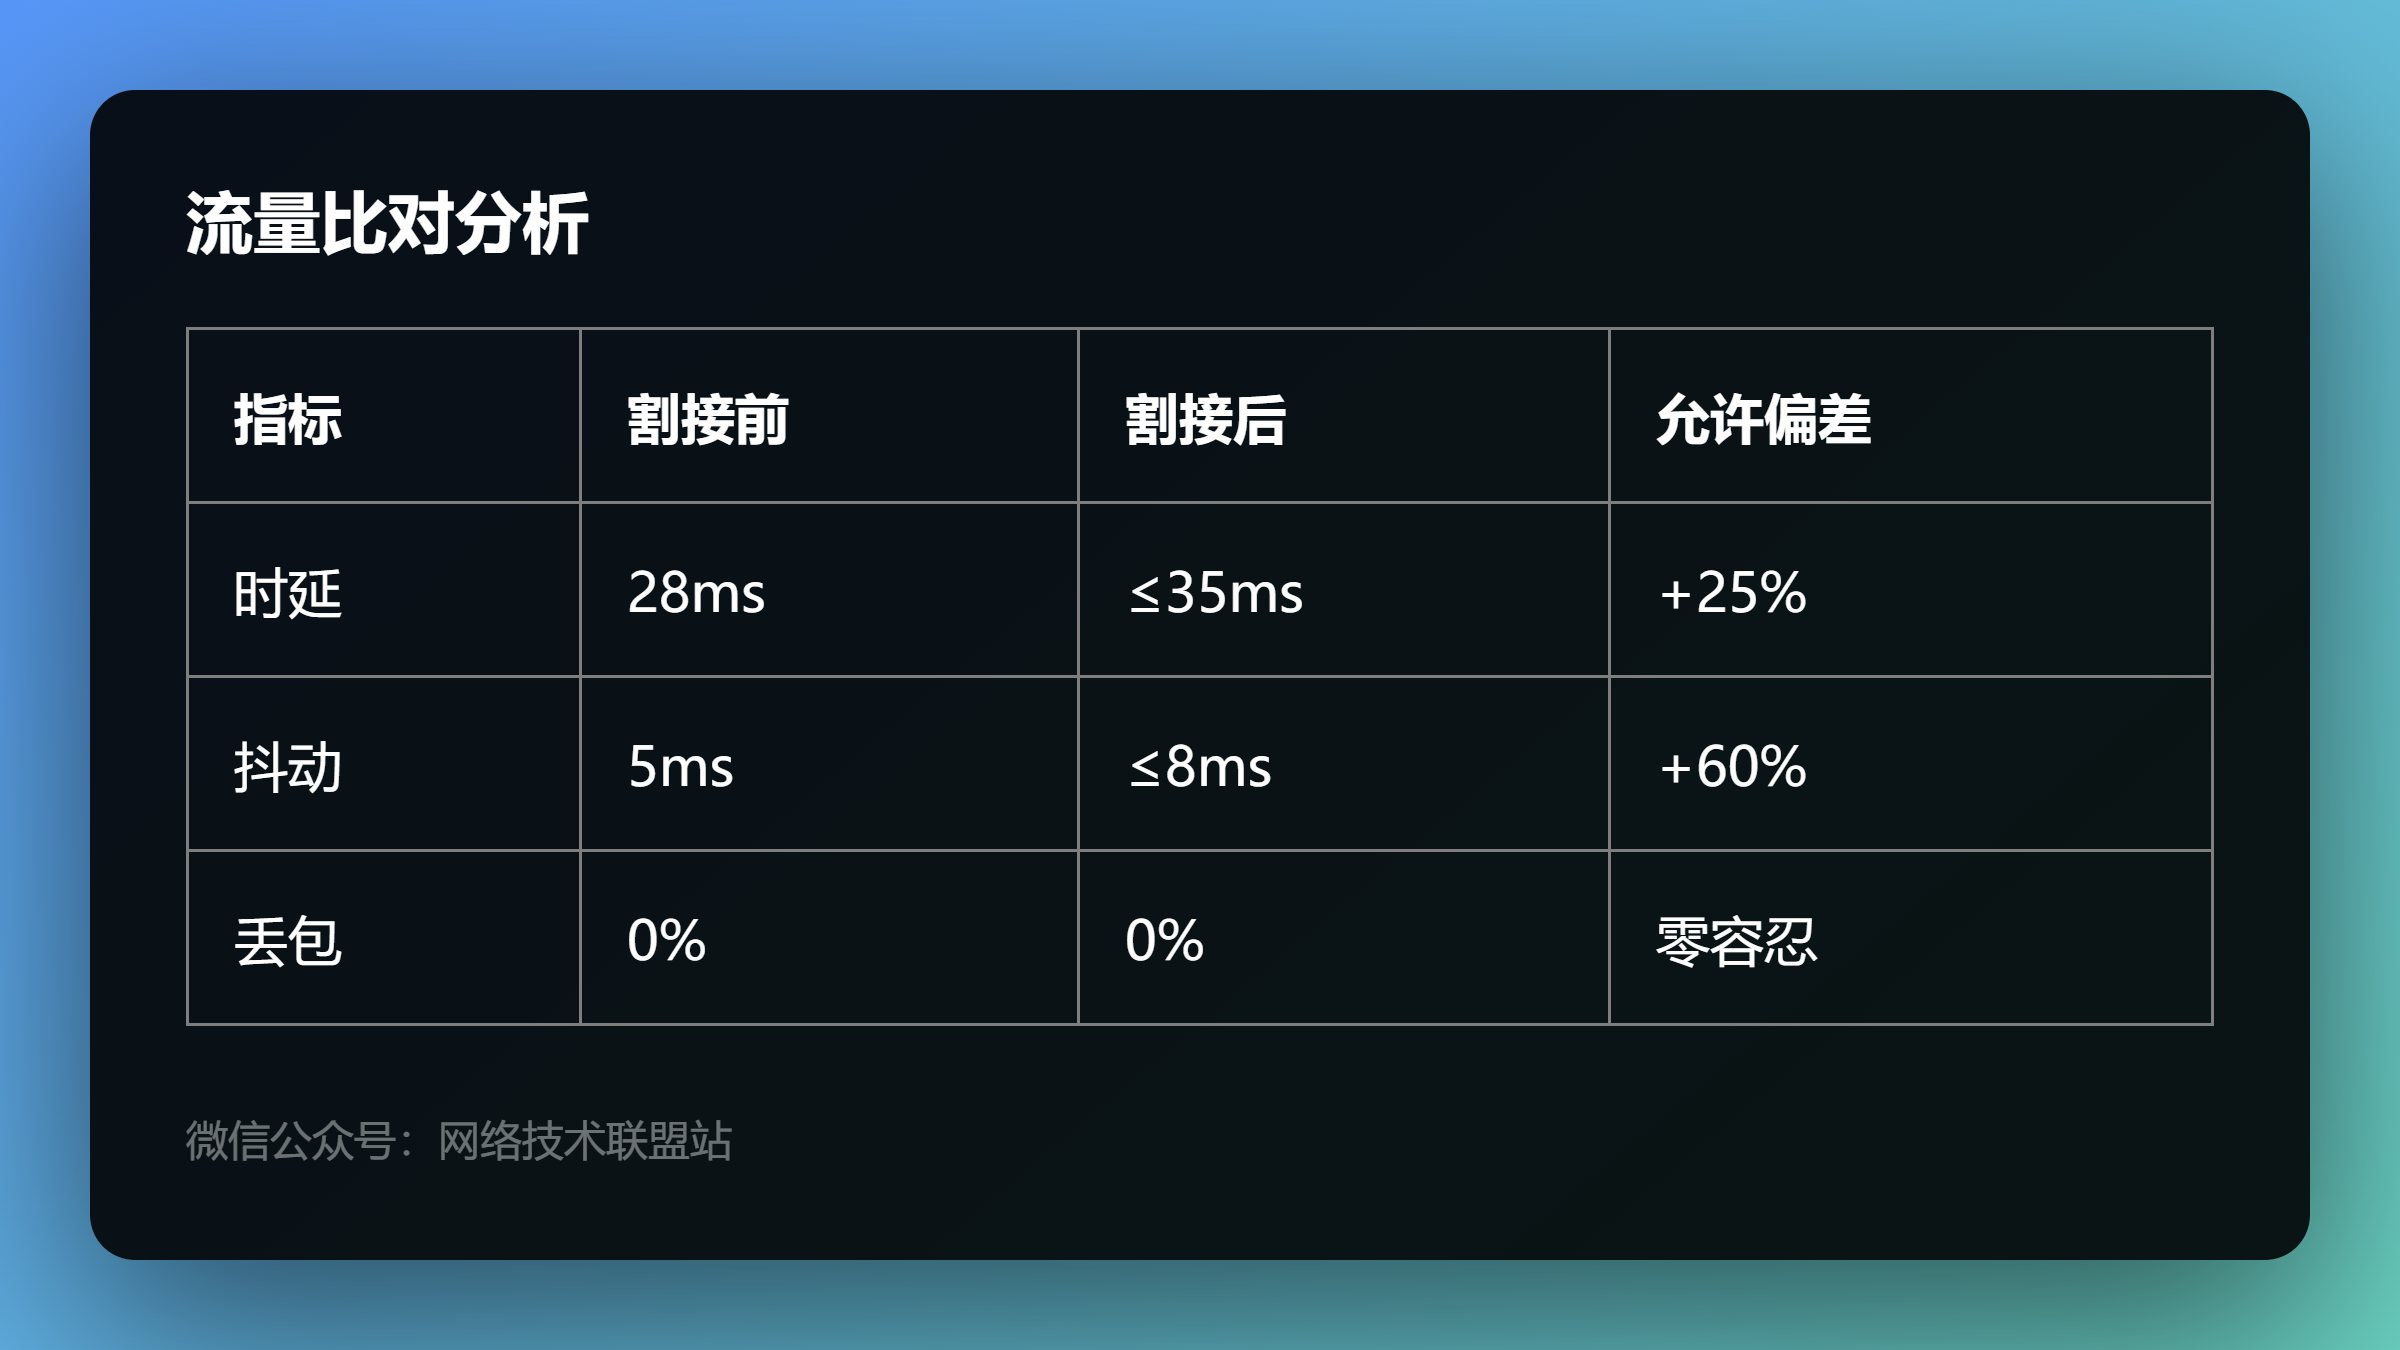 流量比对分析
指标 割接前 割接后 允许偏差
时延 28ms ≤35ms +25%
抖动 5ms ≤8ms +60%
丢包 0% 0% 零容忍
微信公众号：网络技术联盟站